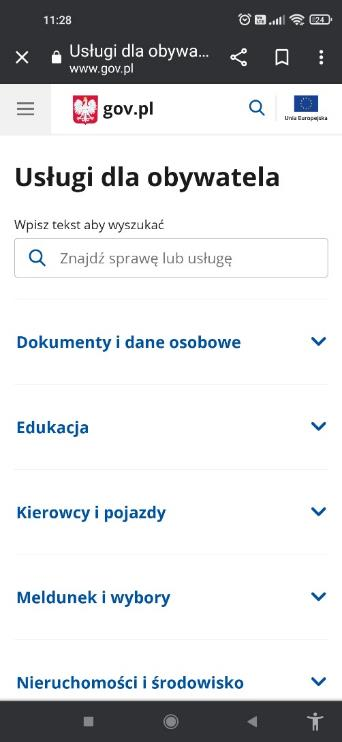 11:28
24
Usługi dla obywa...
www.gov.pl
gov.pl
Unia Europejska
Usługi dla obywatela
Wpisz tekst aby wyszukać
Znajdź sprawę lub usługę
Dokumenty i dane osobowe
Edukacja
Kierowcy i pojazdy
Meldunek i wybory
Nieruchomości i środowisko